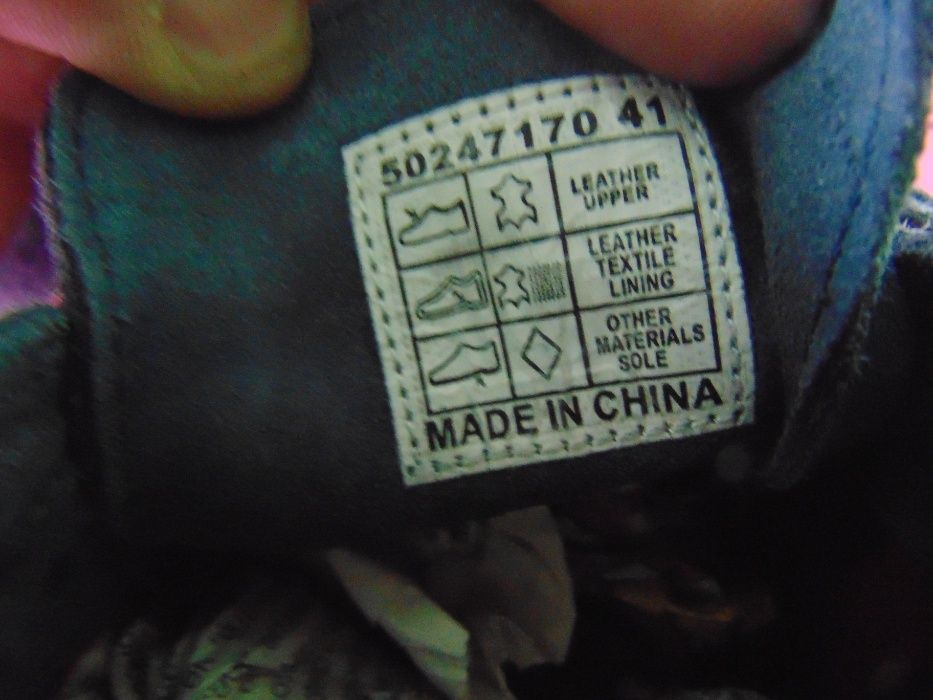 50247170 41
LEATHER
UPPER
LEATHER
TEXTILE
LINING
OTHER
MATERIALS
SOLE
MADE IN CHINA